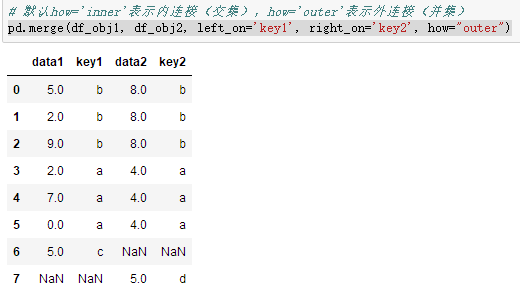 # 默认how='inner'表示内连接（交集），how='outer'表示外连接（并集）
pd.merge(df_obj1, df_obj2, left_on='key1', right_on='key2', how="outer")
data1 key1 data2 key2
0 5.0 b 8.0 b
1 2.0 b 8.0 b
2 9.0 b 8.0 b
3 2.0 a 4.0 a
4 7.0 a 4.0 a
5 0.0 a 4.0 a
6 5.0 c NaN NaN
7 NaN NaN 5.0 d